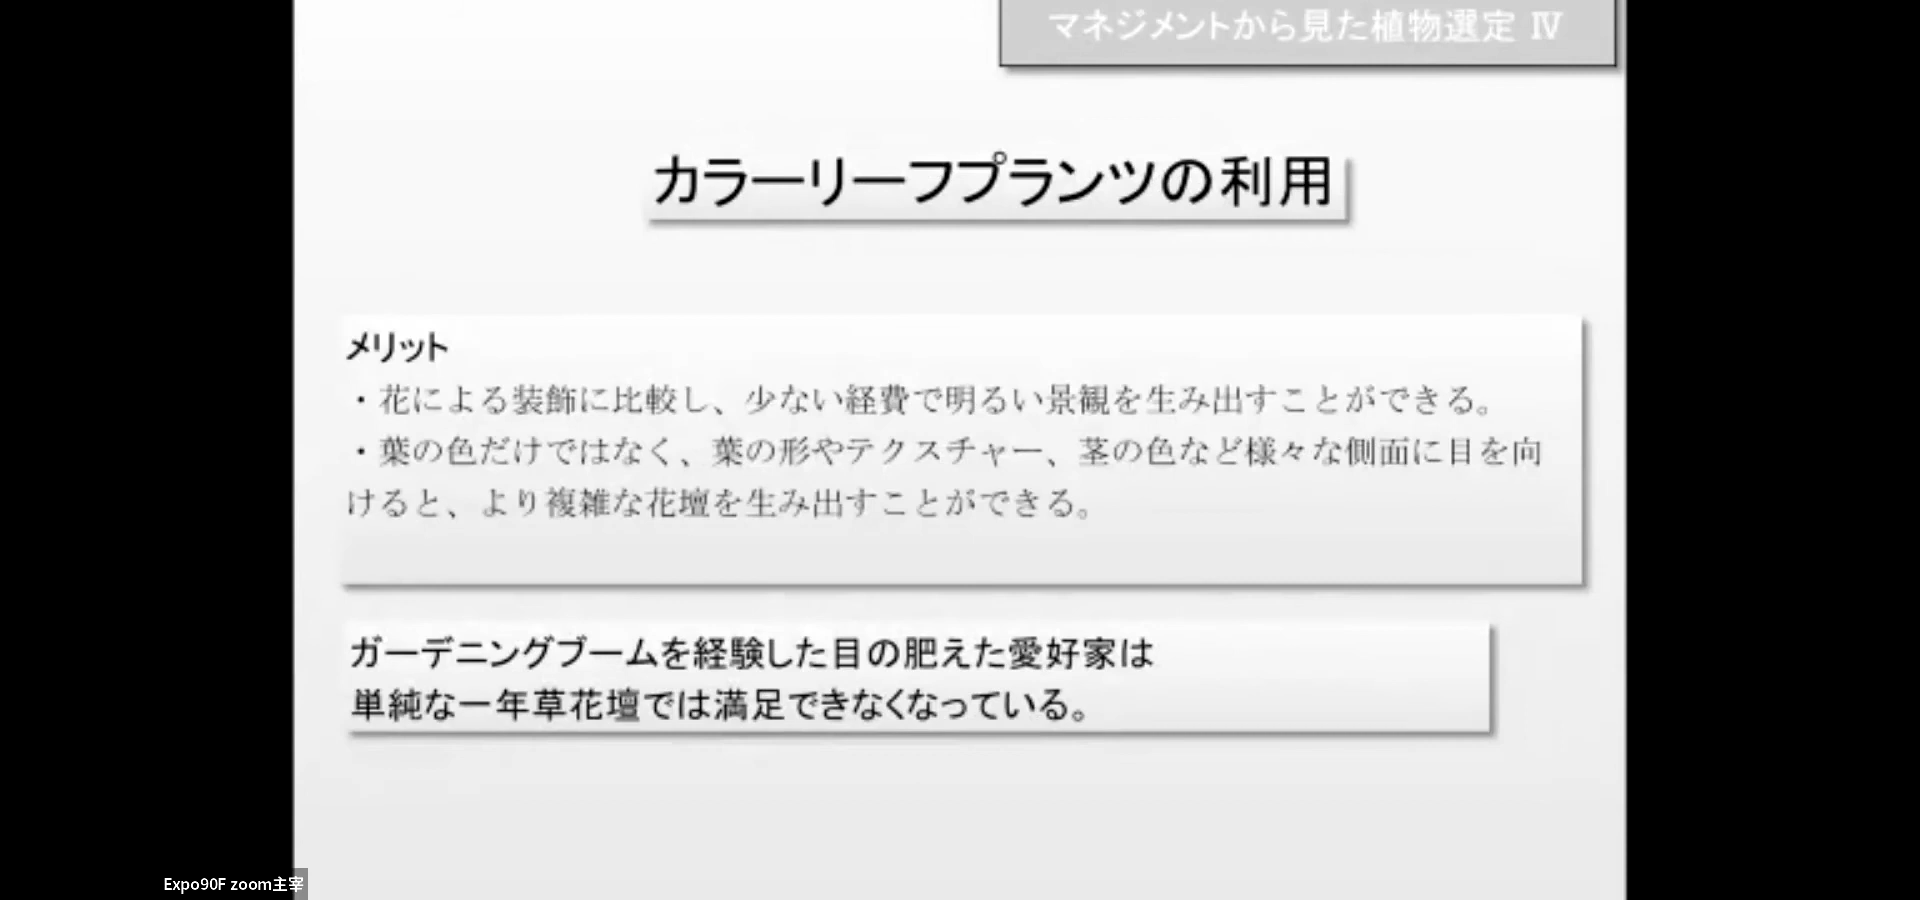 マネジメントから見た植物選定 Ⅳ
カラーリーフプランツの利用
メリット
・花による装飾に比較し、少ない経費で明るい景観を生み出すことができる。
・葉の色だけではなく、葉の形やテクスチャー、茎の色など様々な側面に目を向
けると、より複雑な花壇を生み出すことができる。
ガーデニングブームを経験した目の肥えた愛好家は
単純な一年草花壇では満足できなくなっている。
Expo90F zoom主宰